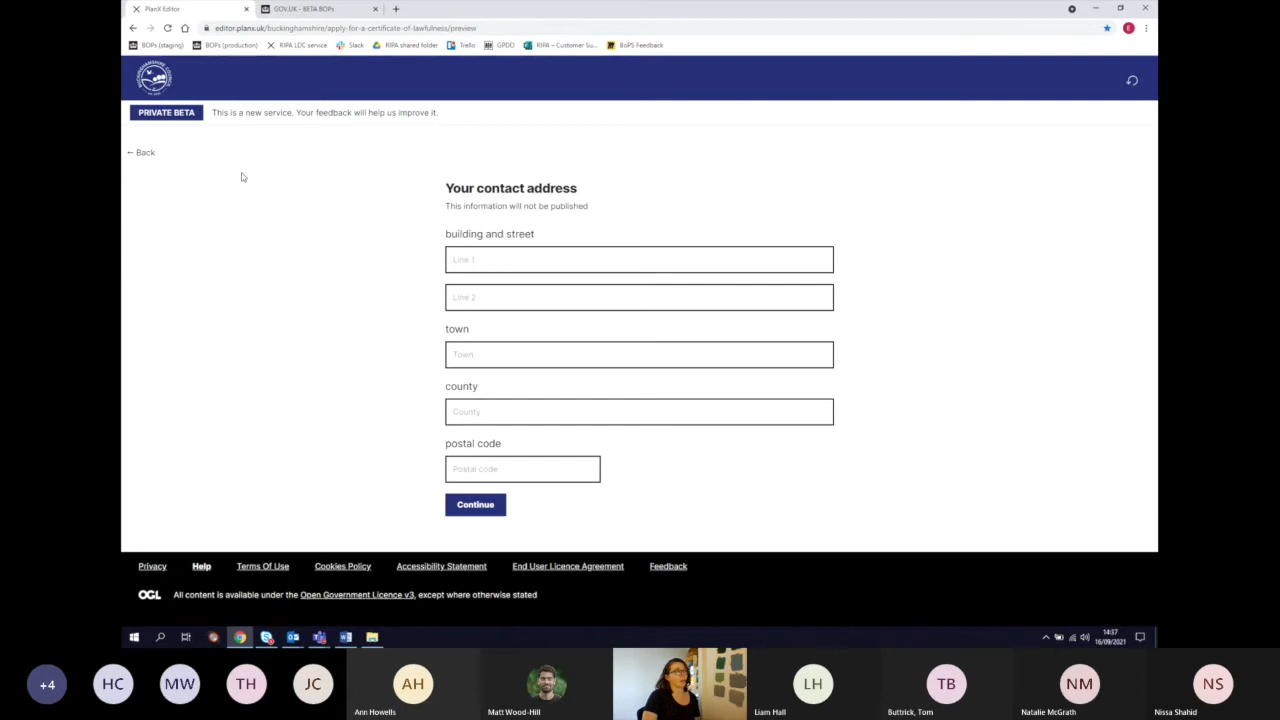 PlanX Editor
GOV.UK - BETA BOPs
editor.planx.uk/buckinghamshire/apply-for-a-certificate-of-lawfulness/preview
E
BOPs (staging) BOPs (production) RIPA LDC service Slack RIPA shared folder Trello GPDO RIPA – Customer Su... BoPS Feedback
PRIVATE BETA This is a new service. Your feedback will help us improve it.
← Back
Your contact address
This information will not be published
building and street
Line 1
Line 2
town
Town
county
County
postal code
Postal code
Continue
Privacy Help Terms Of Use Cookies Policy Accessibility Statement End User Licence Agreement Feedback
OGL All content is available under the Open Government Licence v3, except where otherwise stated
14:37
16/09/2021
+4 HC MW TH JC AH LH TB NM NS
Ann Howells Matt Wood-Hill Liam Hall Buttrick, Tom Natalie McGrath Nissa Shahid